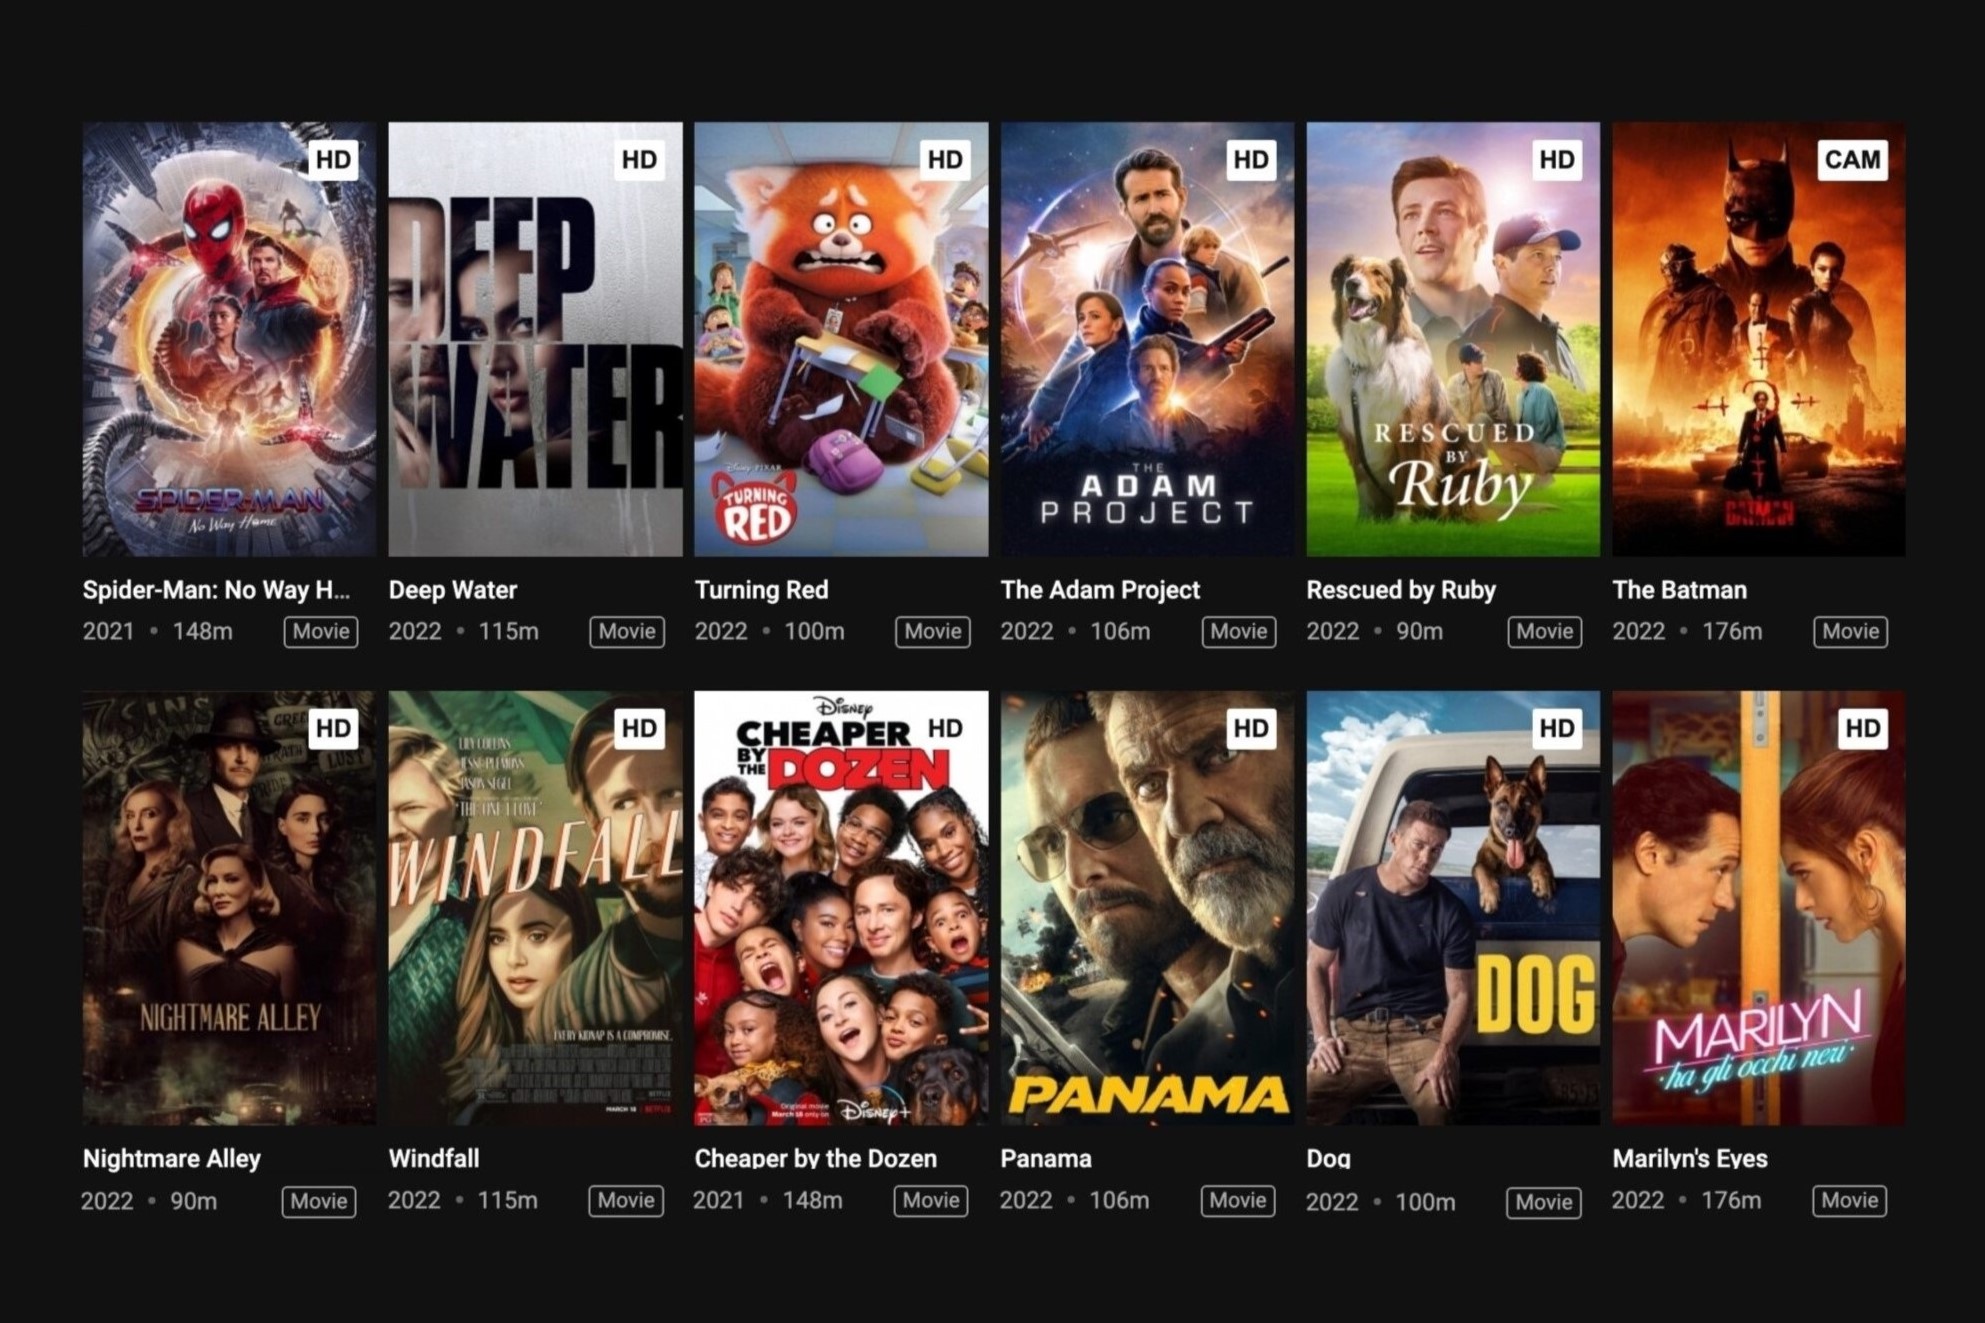 HD
HD
HD
HD
HD
CAM
DEEP
WATER
SPIDER-MAN
No Way Home
Disney PIXAR
TURNING
RED
THE
ADAM
PROJECT
RESCUED
BY
Ruby
BATMAN
Spider-Man: No Way H...
Deep Water
Turning Red
The Adam Project
Rescued by Ruby
The Batman
2021 • 148m Movie
2022 • 115m Movie
2022 • 100m Movie
2022 • 106m Movie
2022 • 90m Movie
2022 • 176m Movie
HD
HD
HD
HD
HD
HD
7 SINS
LUST
NIGHTMARE ALLEY
LILY COLLINS
JESSE PLEMONS
JASON SEGEL
"THE ONE I LOVE"
WINDFALL
EVERY KIDNAP IS A COMPROMISE.
MARCH 18 | NETFLIX
DISNEY
CHEAPER
BY
THE DOZEN
Original movie
March 18 only on
Disney+
PANAMA
DOG
MARILYN
·ha gli occhi neri·
Nightmare Alley
Windfall
Cheaper by the Dozen
Panama
Dog
Marilyn's Eyes
2022 • 90m Movie
2022 • 115m Movie
2021 • 148m Movie
2022 • 106m Movie
2022 • 100m Movie
2022 • 176m Movie